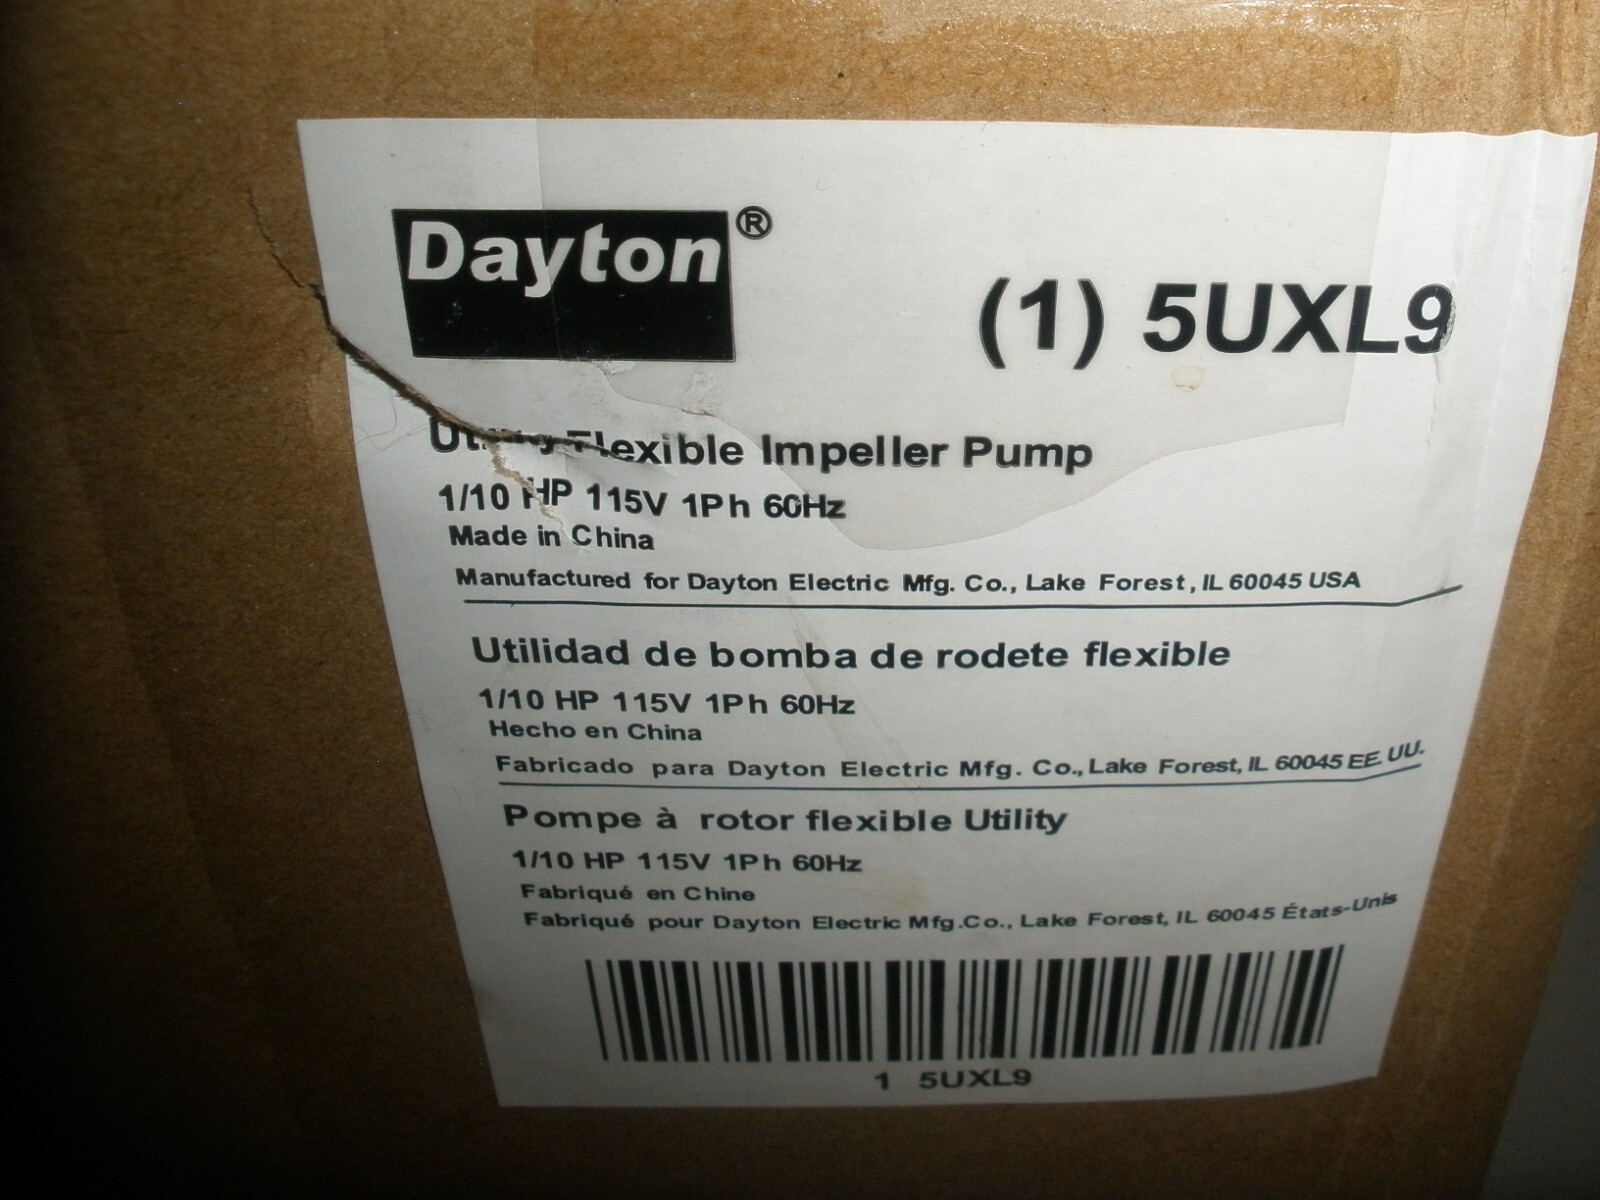 Dayton®
(1) 5UXL9
Utility Flexible Impeller Pump
1/10 HP 115V 1Ph 60Hz
Made in China
Manufactured for Dayton Electric Mfg. Co., Lake Forest, IL 60045 USA
Utilidad de bomba de rodete flexible
1/10 HP 115V 1Ph 60Hz
Hecho en China
Fabricado para Dayton Electric Mfg. Co., Lake Forest, IL 60045 EE. UU.
Pompe à rotor flexible Utility
1/10 HP 115V 1Ph 60Hz
Fabriqué en Chine
Fabriqué pour Dayton Electric Mfg.Co., Lake Forest, IL 60045 États-Unis
1 5UXL9